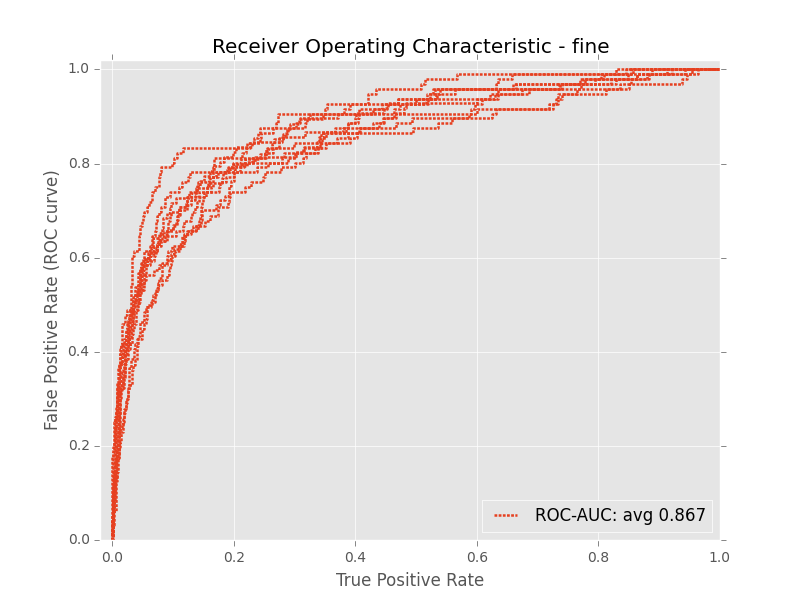 Receiver Operating Characteristic - fine
1.0
0.8
0.6
0.4
0.2
0.0
False Positive Rate (ROC curve)
ROC-AUC: avg 0.867
0.0 0.2 0.4 0.6 0.8 1.0
True Positive Rate